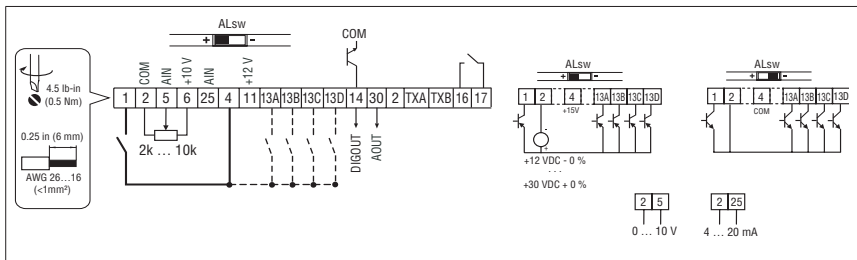 ALsw
+ -
4.5 lb-in
(0.5 Nm)
0.25 in (6 mm)
AWG 26...16
(<1mm²)
COM
AIN
+10 V
AIN
+12 V
COM
1 2 5 6 25 4 11 13A 13B 13C 13D 14 30 2 TXA TXB 16 17
2k ... 10k
DIGOUT
AOUT
ALsw
+ -
1 2 4 13A 13B 13C 13D
+15V
-
+
+12 VDC - 0 %
...
+30 VDC + 0 %
ALsw
+ -
1 2 4 13A 13B 13C 13D
COM
2 5
0 ... 10 V
2 25
4 ... 20 mA